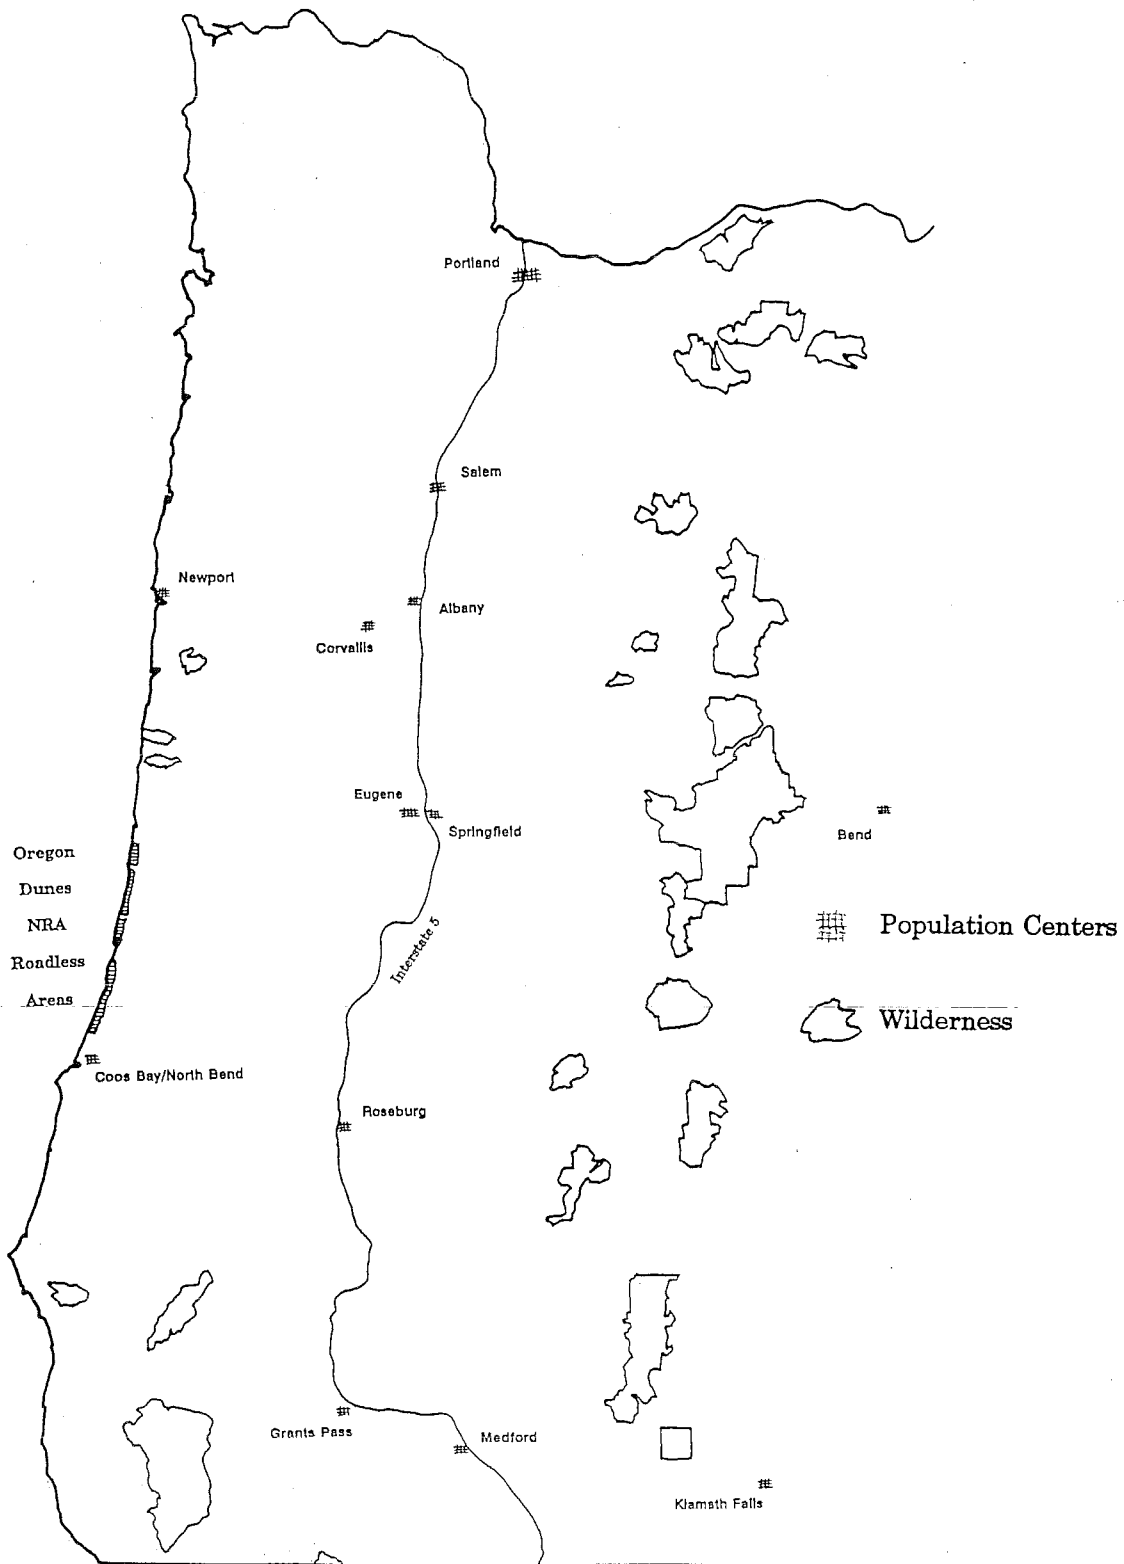 Portland
Salem
Newport
Albany
Corvallis
Eugene
Springfield
Bend
Oregon
Dunes
NRA
Roadless
Areas
Interstate 5
Population Centers
Wilderness
Coos Bay/North Bend
Roseburg
Grants Pass
Medford
Klamath Falls